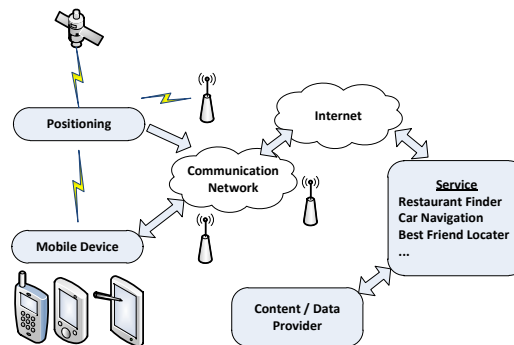 Positioning
Internet
Communication
Network
Mobile Device
Service
Restaurant Finder
Car Navigation
Best Friend Locater
...
Content / Data
Provider